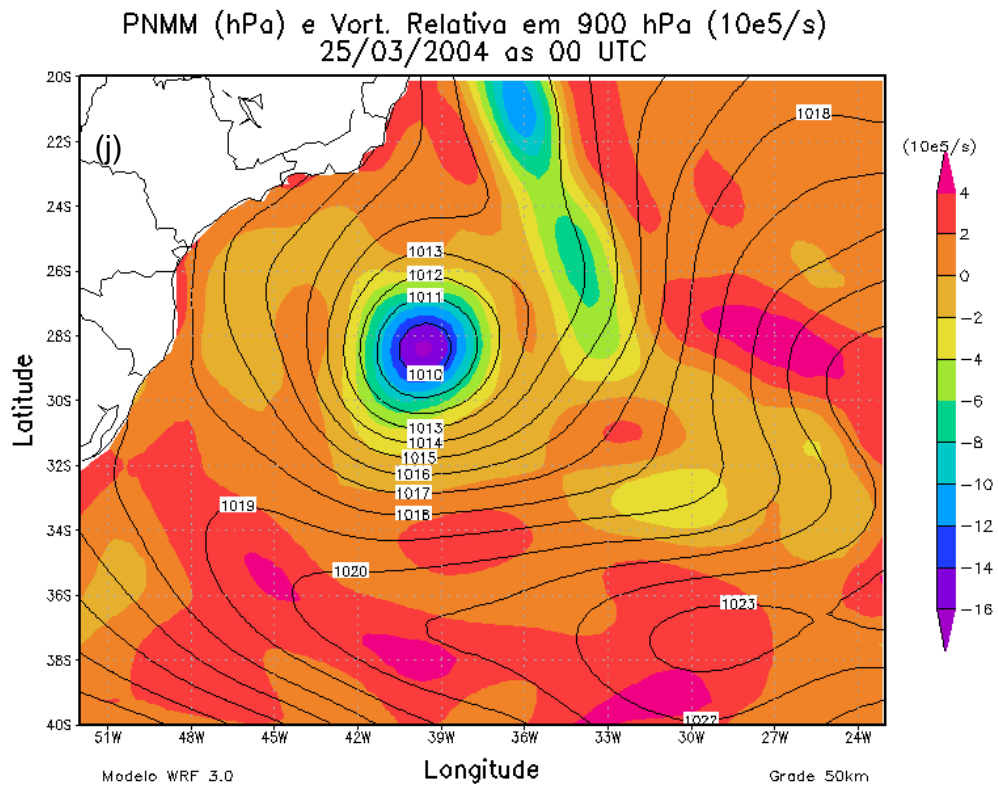 PNMM (hPa) e Vort. Relativa em 900 hPa (10e5/s)
25/03/2004 as 00 UTC
(j)
20S
22S
24S
26S
28S
30S
32S
34S
36S
38S
40S
Latitude
1018
1013
1012
1011
1010
1013
1014
1015
1016
1017
1018
1019
1020
1023
1022
51W 48W 45W 42W 39W 36W 33W 30W 27W 24W
Longitude
(10e5/s)
4
2
0
-2
-4
-6
-8
-10
-12
-14
-16
Modelo WRF 3.0
Grade 50km